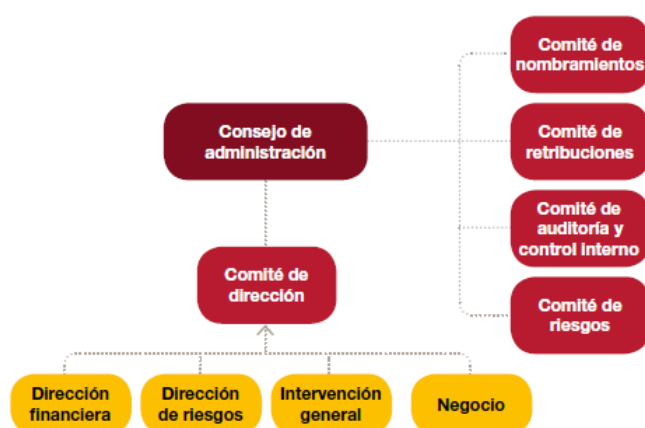 Comité de
nombramientos
Consejo de
administración
Comité de
retribuciones
Comité de
auditoría y
control interno
Comité de
dirección
Comité de
riesgos
Dirección
financiera
Dirección
de riesgos
Intervención
general
Negocio